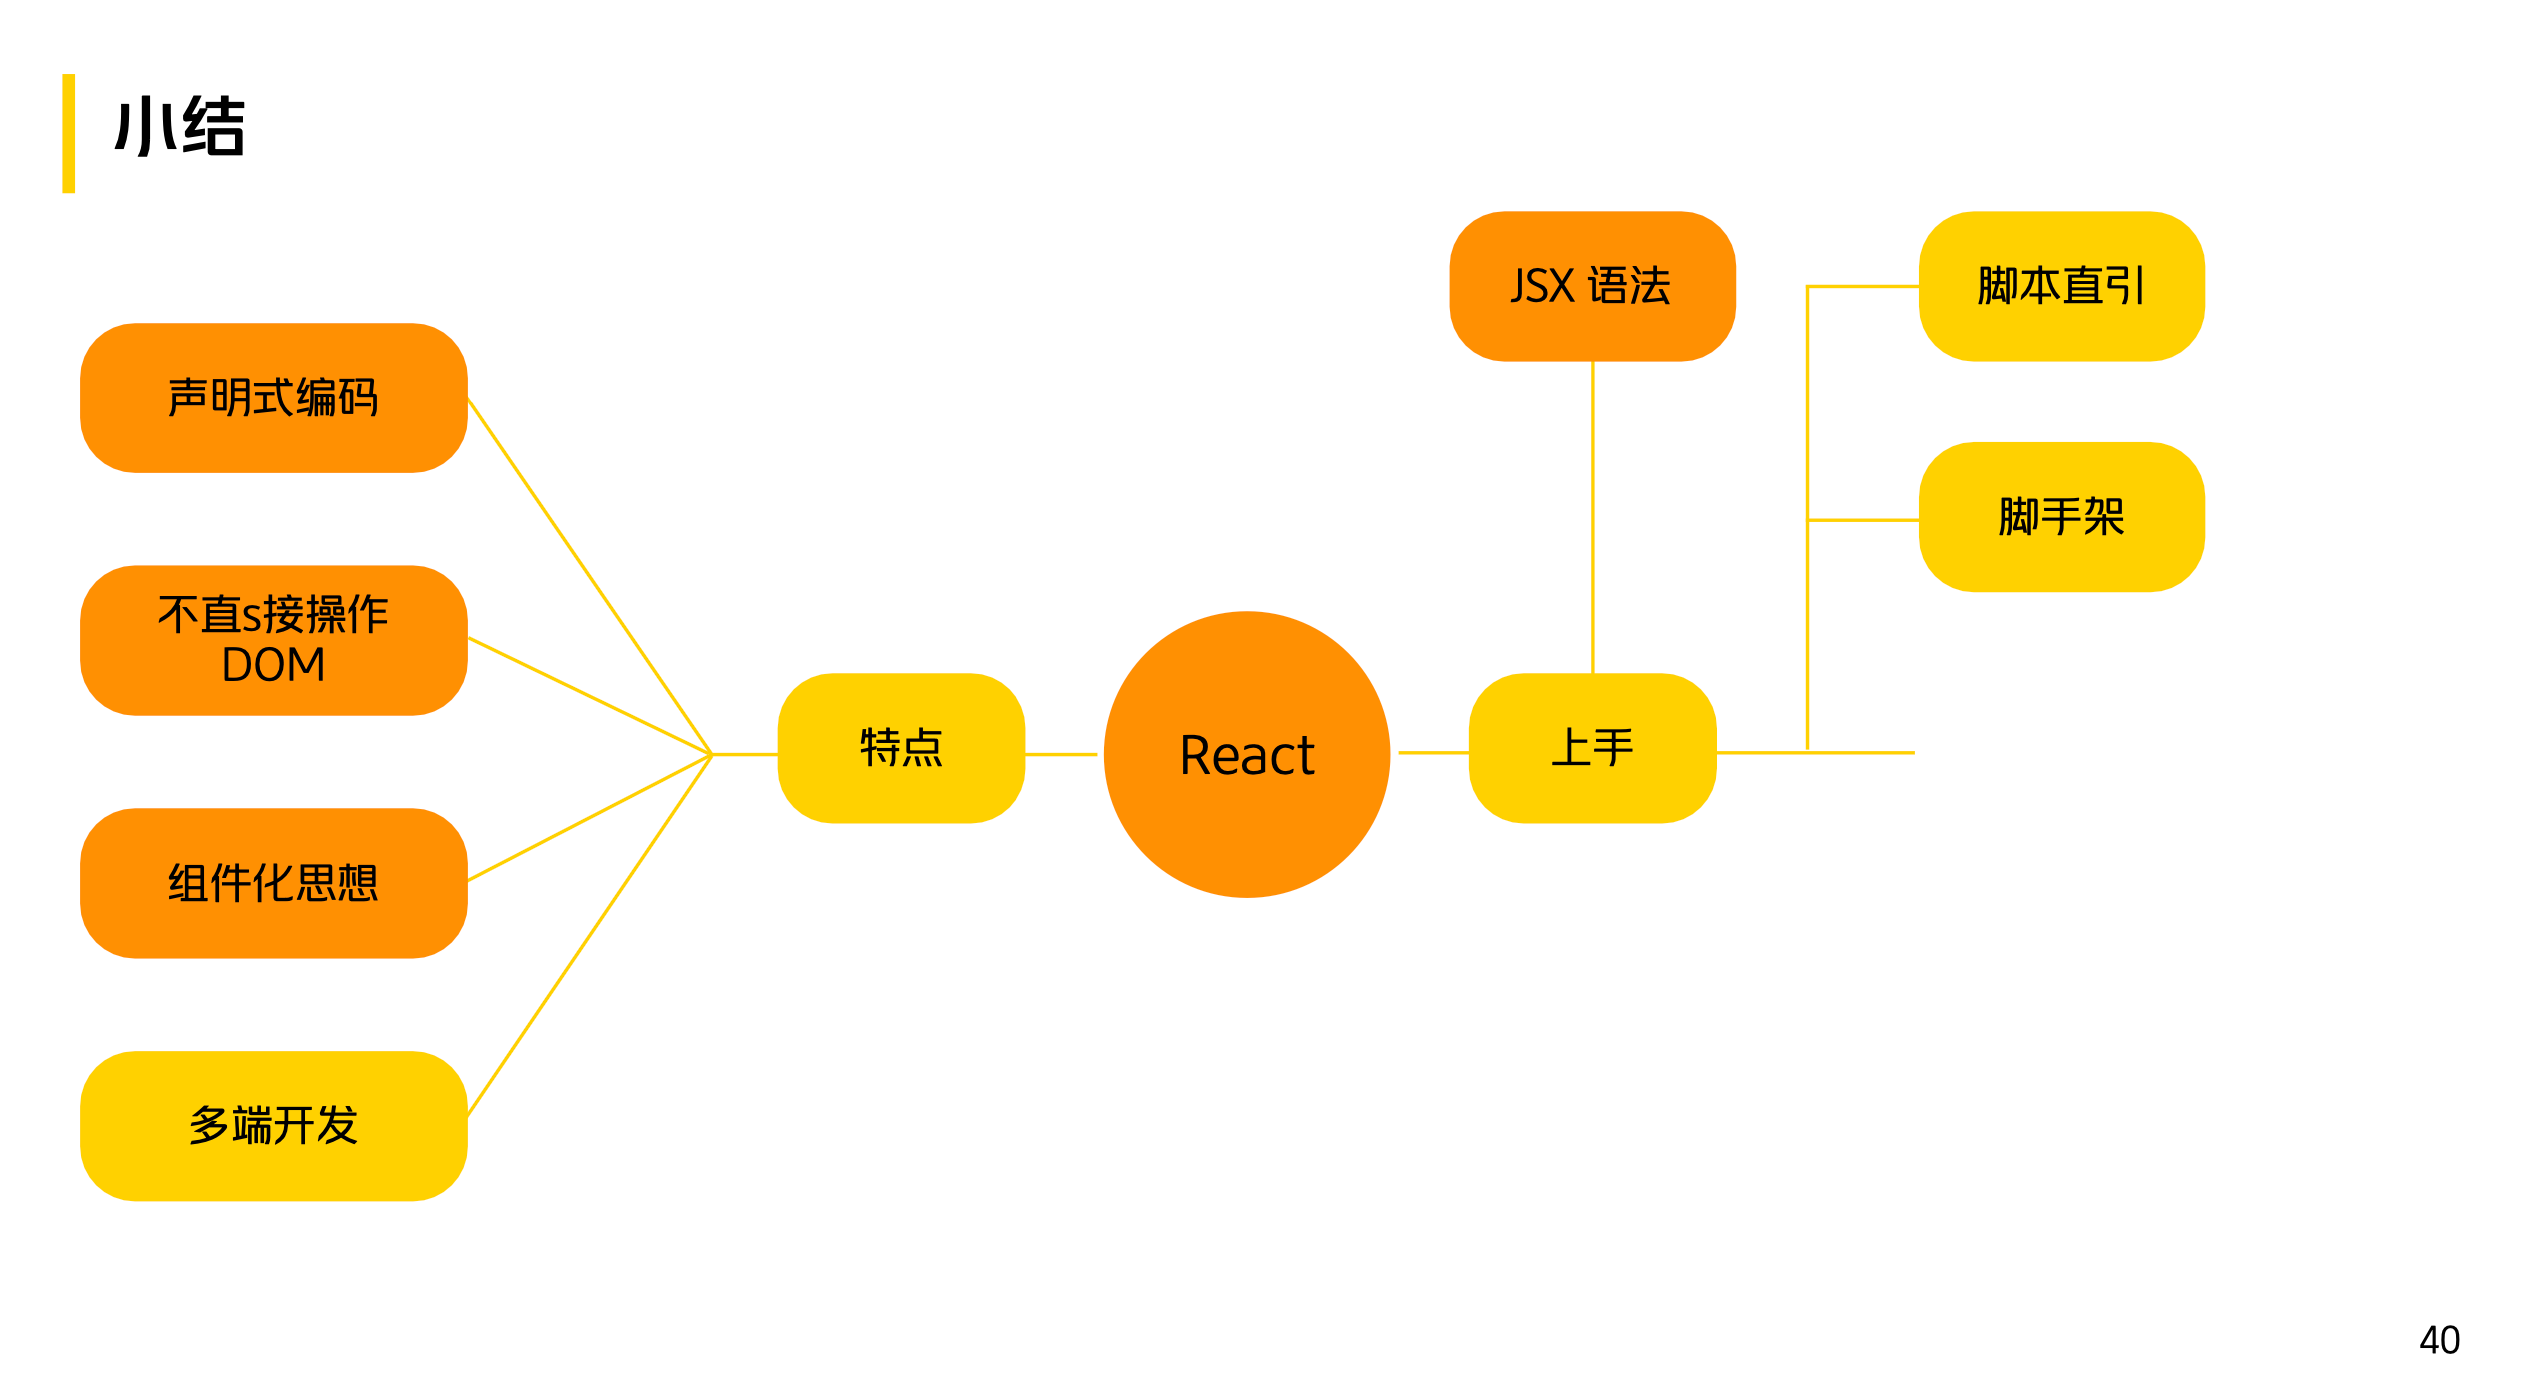 小结
声明式编码
不直s接操作
DOM
组件化思想
多端开发
特点
React
上手
JSX 语法
脚本直引
脚手架
40